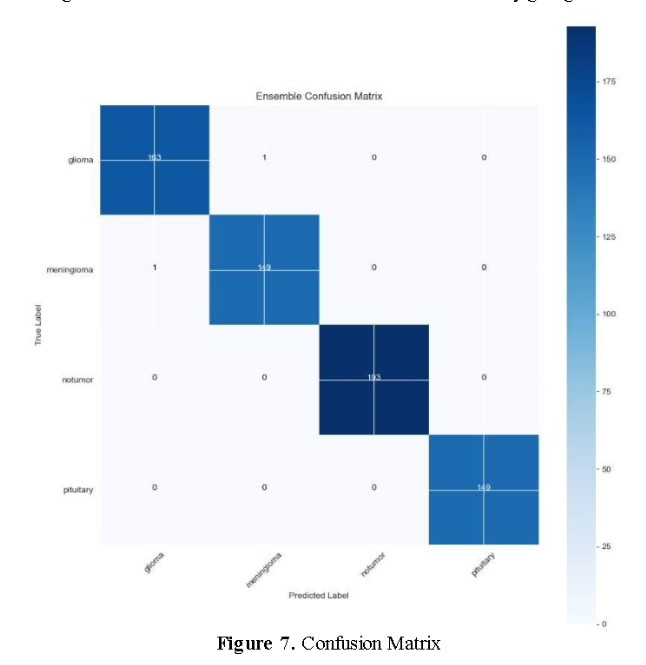 Ensemble Confusion Matrix
glioma 163 1 0 0
meningioma 1 149 0 0
notumor 0 0 193 0
pituitary 0 0 0 149
True Label
glioma meningioma notumor pituitary
Predicted Label
175
150
125
100
75
50
25
0
Figure 7. Confusion Matrix